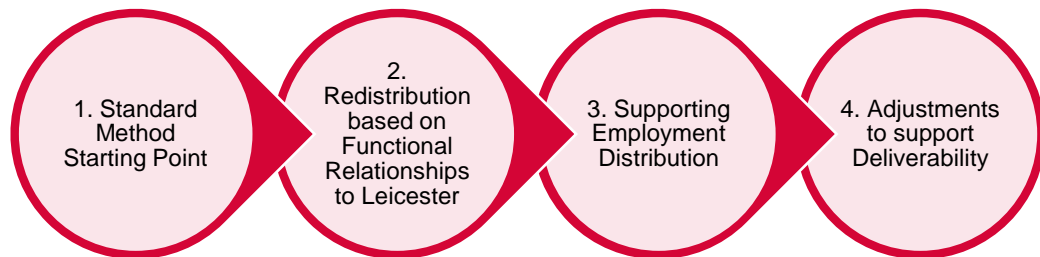 1. Standard
Method
Starting Point
2.
Redistribution
based on
Functional
Relationships
to Leicester
3. Supporting
Employment
Distribution
4. Adjustments
to support
Deliverability